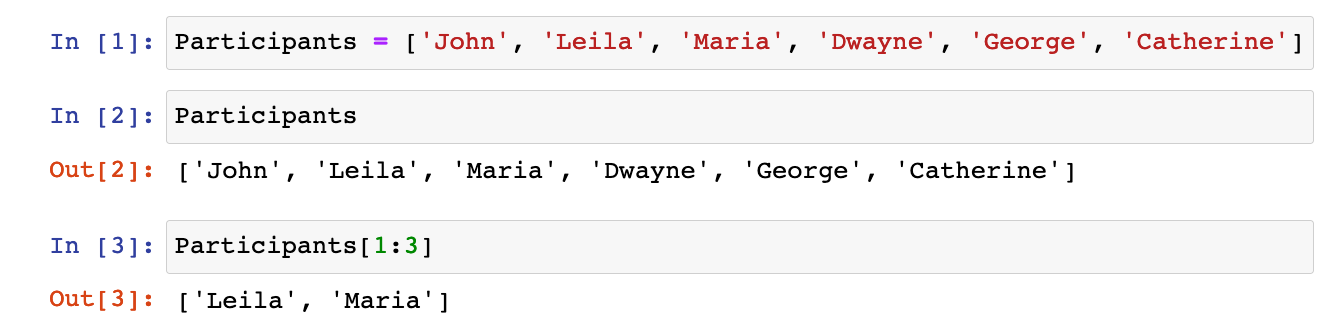 In [1]: Participants = ['John', 'Leila', 'Maria', 'Dwayne', 'George', 'Catherine']
In [2]: Participants
Out[2]: ['John', 'Leila', 'Maria', 'Dwayne', 'George', 'Catherine']
In [3]: Participants[1:3]
Out[3]: ['Leila', 'Maria']